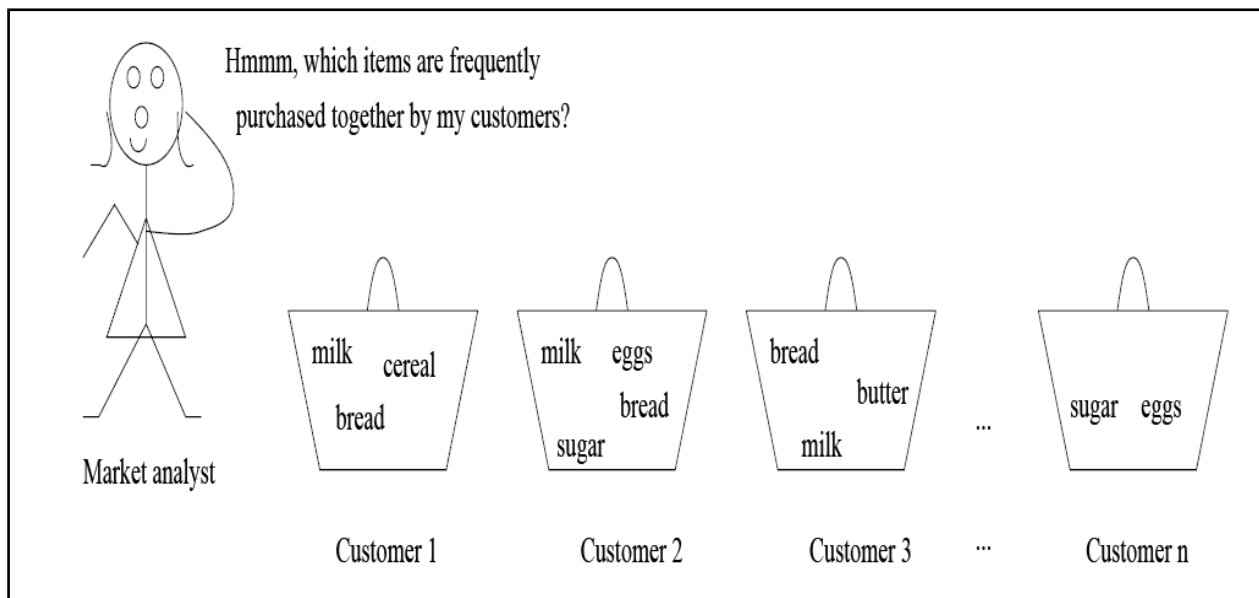 Hmmm, which items are frequently
purchased together by my customers?
milk
cereal
bread
milk eggs
bread
sugar
bread
butter
milk
...
sugar eggs
Market analyst
Customer 1
Customer 2
Customer 3
...
Customer n